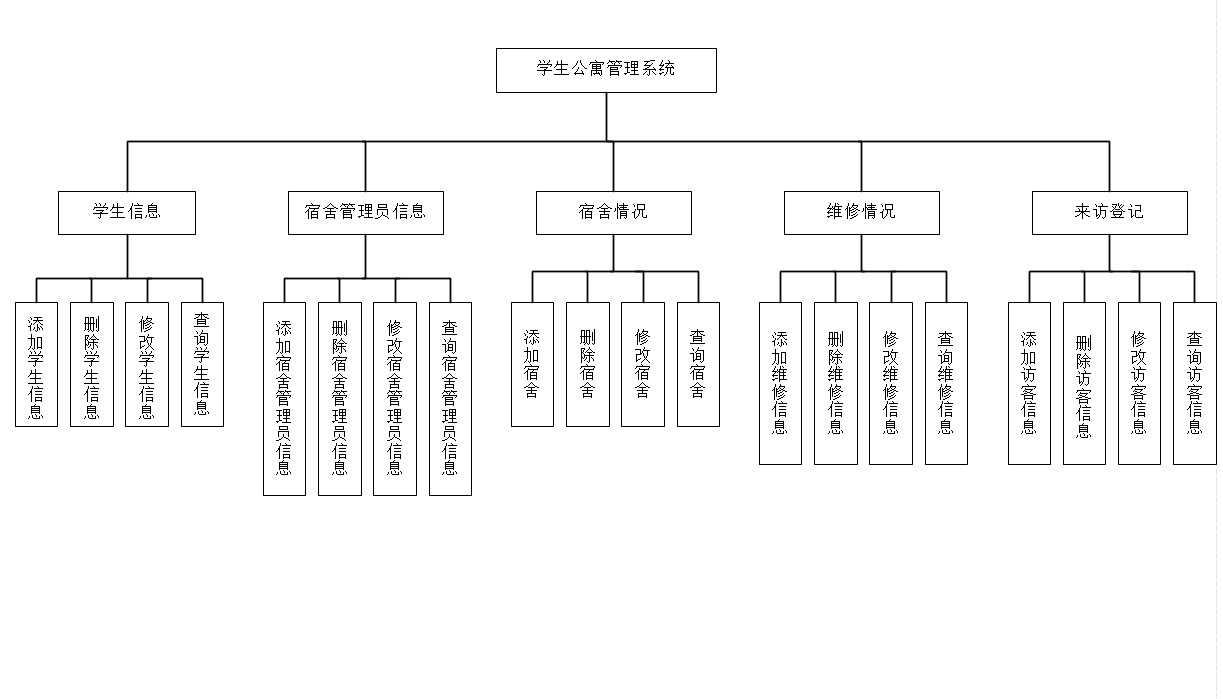 学生公寓管理系统
学生信息
宿舍管理员信息
宿舍情况
维修情况
来访登记
添加学生信息
删除学生信息
修改学生信息
查询学生信息
添加宿舍管理员信息
删除宿舍管理员信息
修改宿舍管理员信息
查询宿舍管理员信息
添加宿舍
删除宿舍
修改宿舍
查询宿舍
添加维修信息
删除维修信息
修改维修信息
查询维修信息
添加访客信息
删除访客信息
修改访客信息
查询访客信息